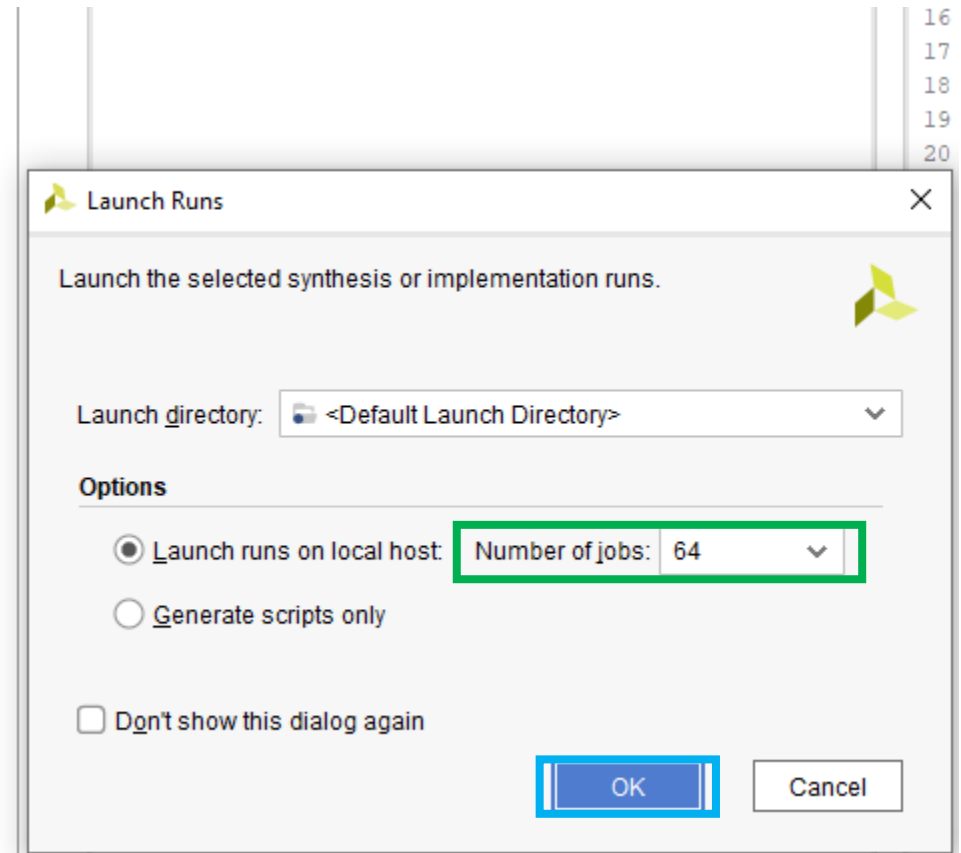 16
17
18
19
20
Launch Runs
Launch the selected synthesis or implementation runs.
Launch directory: <Default Launch Directory>
Options
Launch runs on local host: Number of jobs: 64
Generate scripts only
Don't show this dialog again
OK Cancel